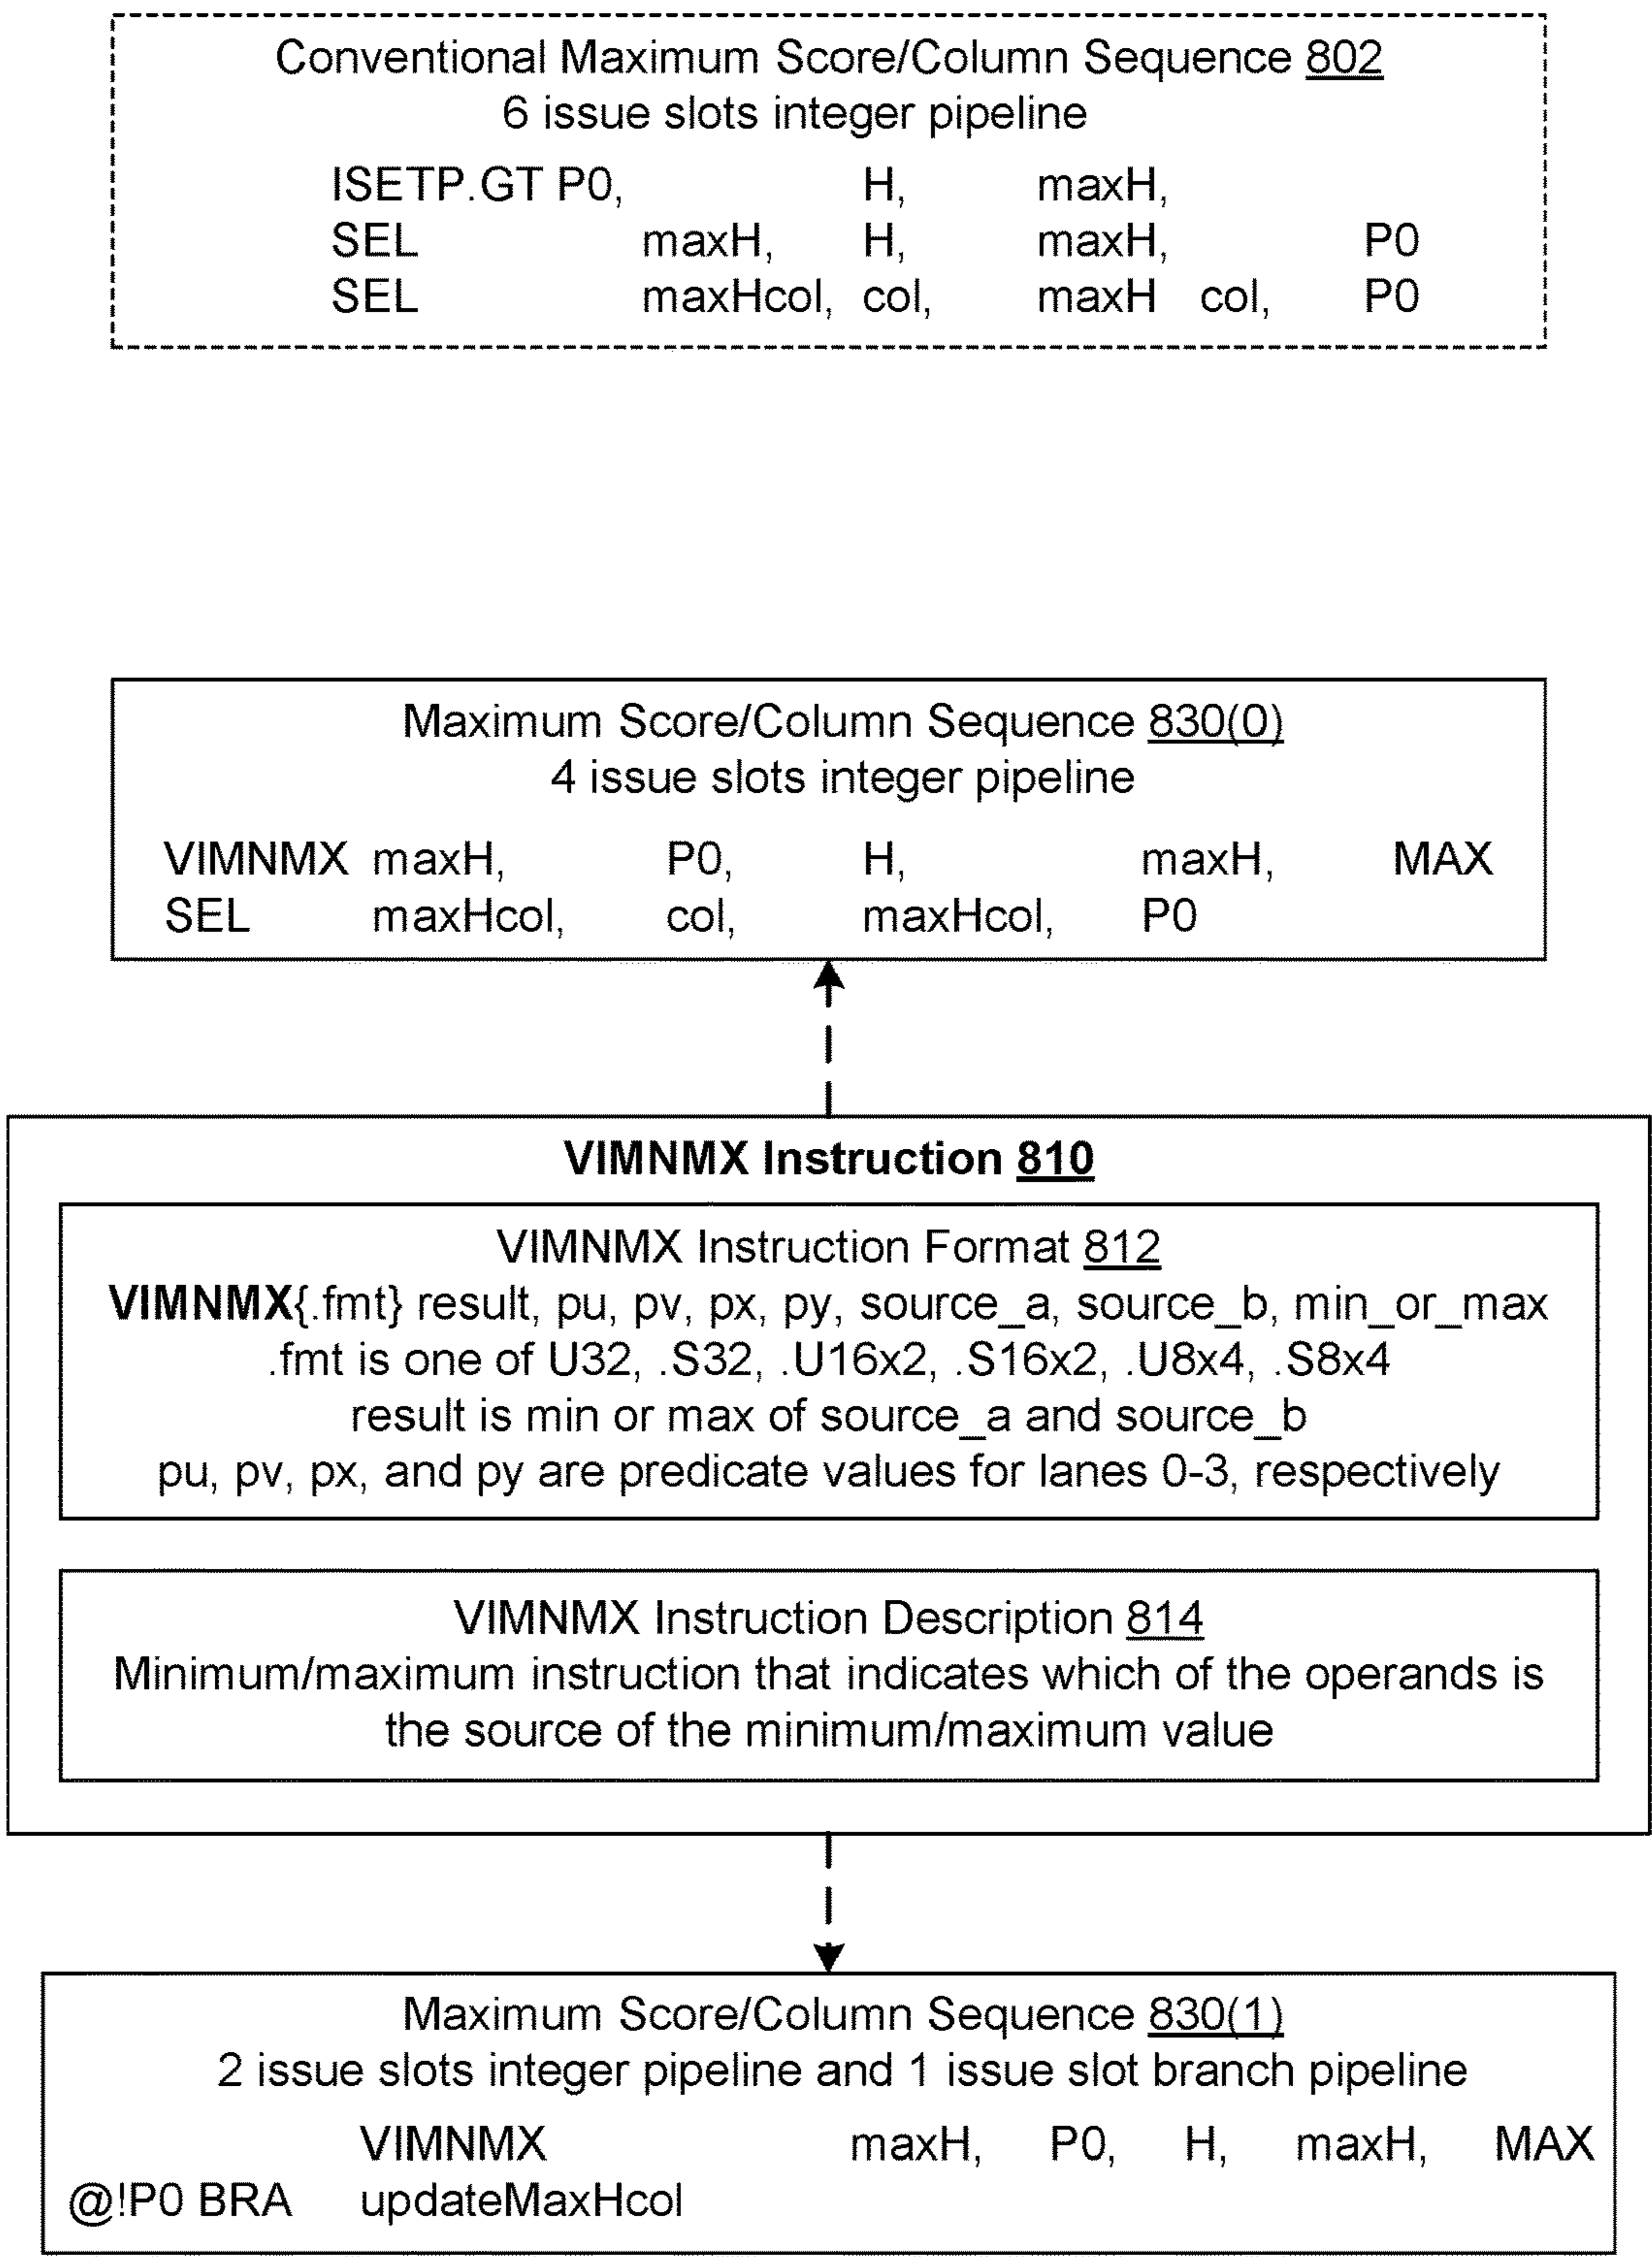 Conventional Maximum Score/Column Sequence 802
6 issue slots integer pipeline
ISETP.GT P0, H, maxH,
SEL maxH, H, maxH, P0
SEL maxHcol, col, maxH col, P0
Maximum Score/Column Sequence 830(0)
4 issue slots integer pipeline
VIMNMX maxH, P0, H, maxH, MAX
SEL maxHcol, col, maxHcol, P0
VIMNMX Instruction 810
VIMNMX Instruction Format 812
VIMNMX{.fmt} result, pu, pv, px, py, source_a, source_b, min_or_max
.fmt is one of U32, .S32, .U16x2, .S16x2, .U8x4, .S8x4
result is min or max of source_a and source_b
pu, pv, px, and py are predicate values for lanes 0-3, respectively
VIMNMX Instruction Description 814
Minimum/maximum instruction that indicates which of the operands is
the source of the minimum/maximum value
Maximum Score/Column Sequence 830(1)
2 issue slots integer pipeline and 1 issue slot branch pipeline
VIMNMX maxH, P0, H, maxH, MAX
@!P0 BRA updateMaxHcol